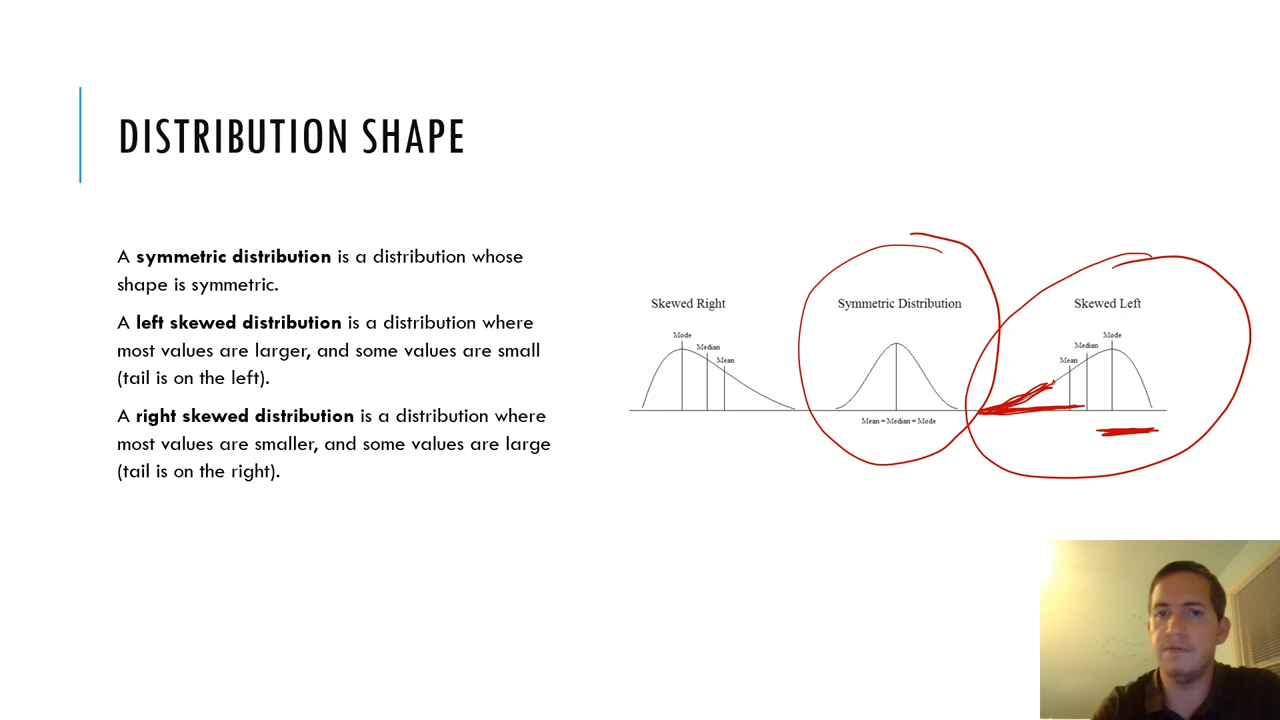 DISTRIBUTION SHAPE
A symmetric distribution is a distribution whose
shape is symmetric.
A left skewed distribution is a distribution where
most values are larger, and some values are small
(tail is on the left).
A right skewed distribution is a distribution where
most values are smaller, and some values are large
(tail is on the right).
Skewed Right
Mode
Median
Mean
Symmetric Distribution
Mean = Median = Mode
Skewed Left
Mode
Median
Mean